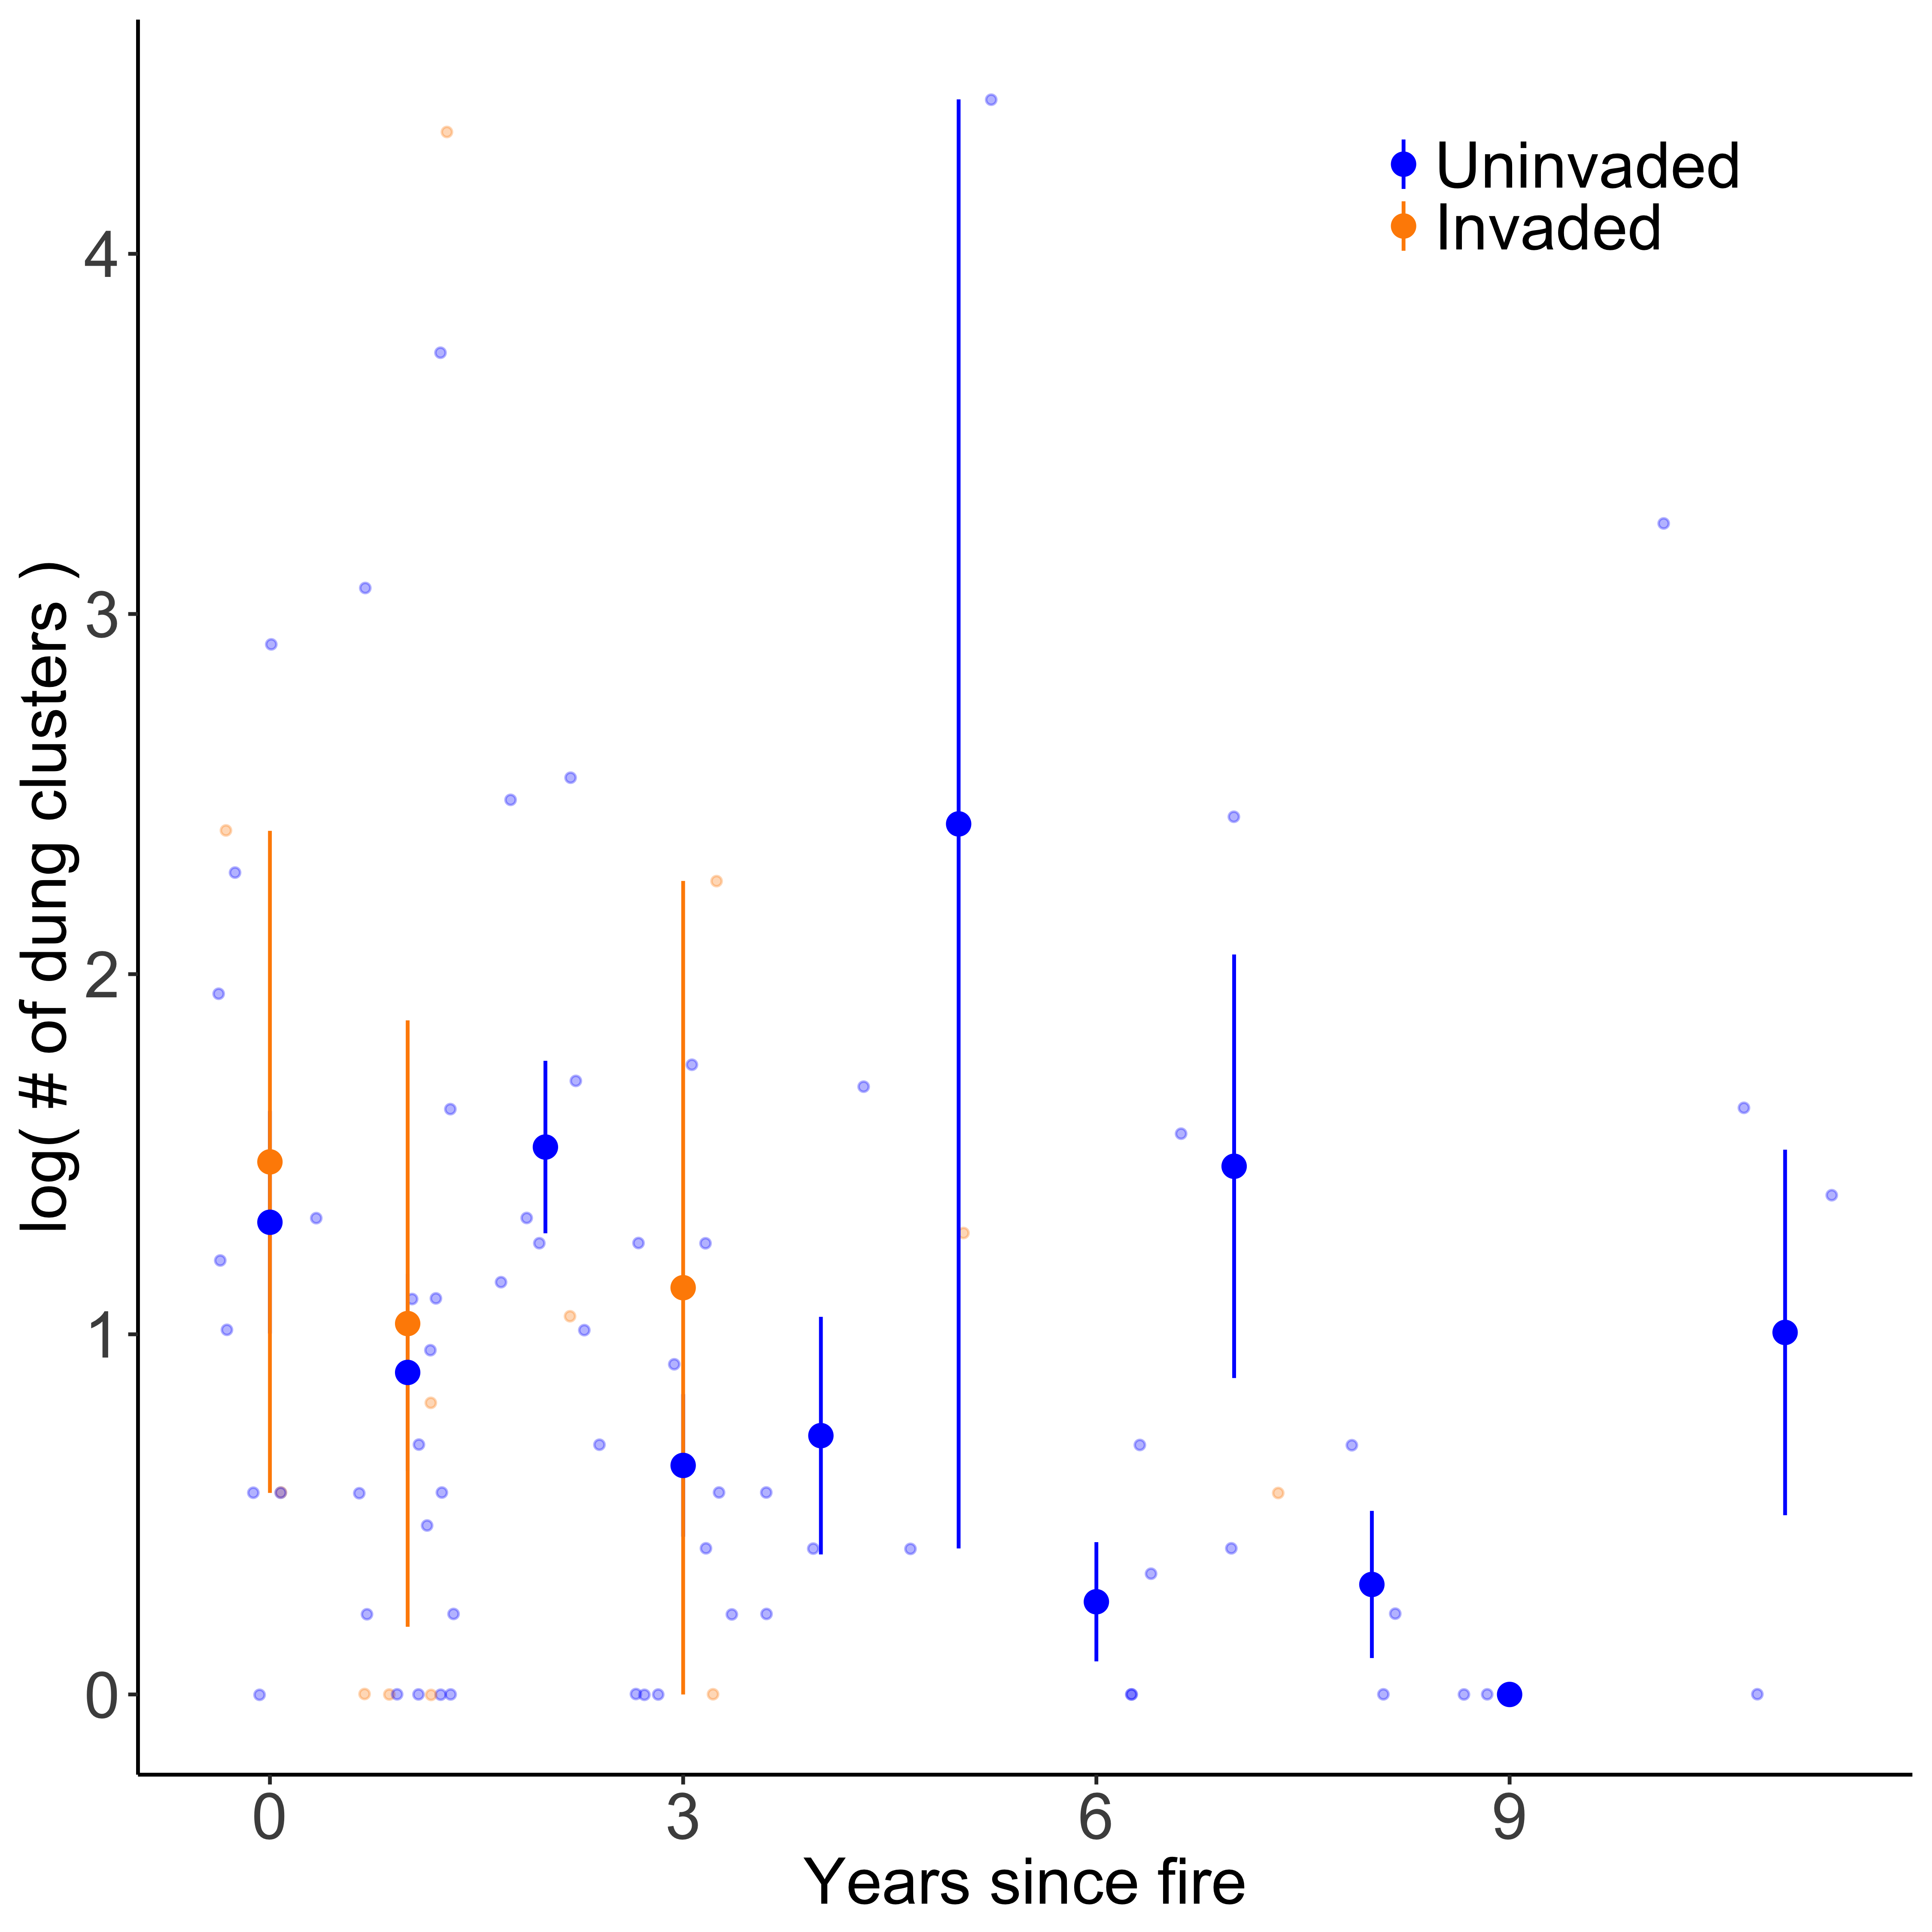 Uninvaded
Invaded
log( # of dung clusters )
4
3
2
1
0
0 3 6 9
Years since fire